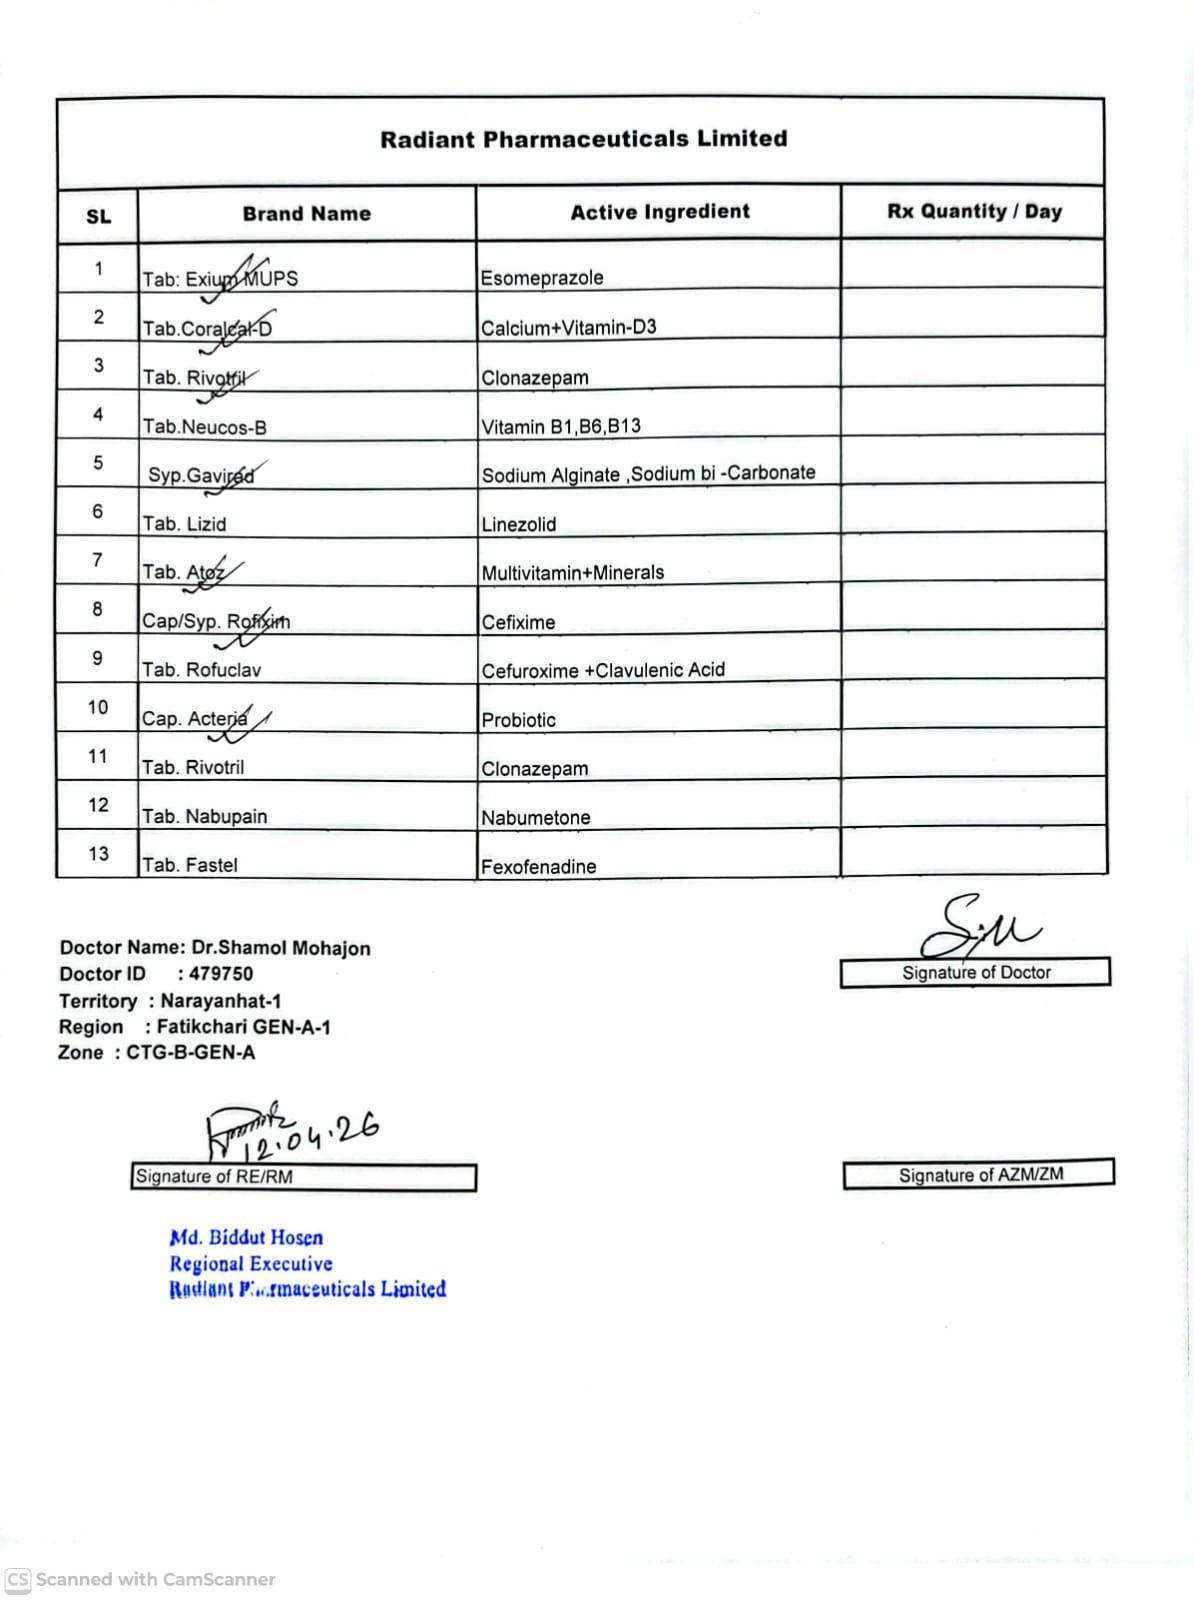 Radiant Pharmaceuticals Limited
SL Brand Name Active Ingredient Rx Quantity / Day
1 Tab: Exium MUPS Esomeprazole
2 Tab.Coralcal-D Calcium+Vitamin-D3
3 Tab. Rivotril Clonazepam
4 Tab.Neucos-B Vitamin B1,B6,B13
5 Syp.Gavirad Sodium Alginate ,Sodium bi -Carbonate
6 Tab. Lizid Linezolid
7 Tab. Atoz Multivitamin+Minerals
8 Cap/Syp. Rofixim Cefixime
9 Tab. Rofuclav Cefuroxime +Clavulenic Acid
10 Cap. Acteria Probiotic
11 Tab. Rivotril Clonazepam
12 Tab. Nabupain Nabumetone
13 Tab. Fastel Fexofenadine
Doctor Name: Dr.Shamol Mohajon
Doctor ID : 479750
Signature of Doctor
Territory : Narayanhat-1
Region : Fatikchari GEN-A-1
Zone : CTG-B-GEN-A
12.04.26
Signature of RE/RM Signature of AZM/ZM
Md. Biddut Hosen
Regional Executive
Radiant Pharmaceuticals Limited
CS Scanned with CamScanner